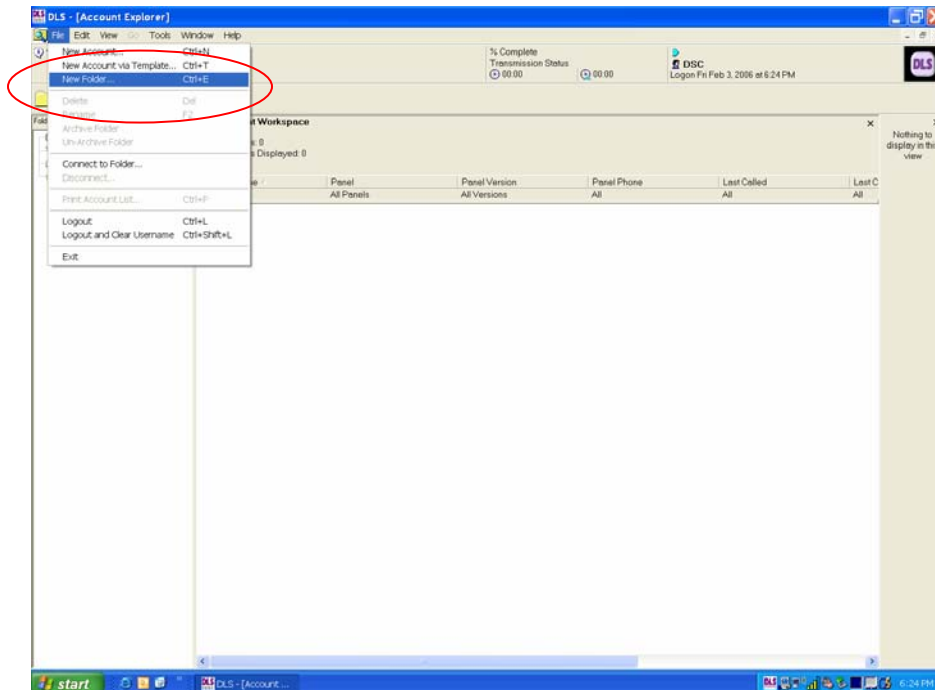 DLS - [Account Explorer]
File Edit View Go Tools Window Help
New Account... Ctrl+N
New Account via Template... Ctrl+T
New Folder... Ctrl+E
Delete Del
Rename F2
Archive Folder
Un-Archive Folder
Connect to Folder...
Disconnect...
Print Account List... Ctrl+P
Logout Ctrl+L
Logout and Clear Username Ctrl+Shift+L
Exit
% Complete
Transmission Status
00:00 00:00
DSC
Logon Fri Feb 3, 2006 at 6:24 PM
DLS
Workspace
: 0
Displayed: 0
Nothing to
display in thi
view
Panel Panel Version Panel Phone Last Called Last C
All Panels All Versions All All All
start
DLS - [Account ...
DLS
6:24 PM